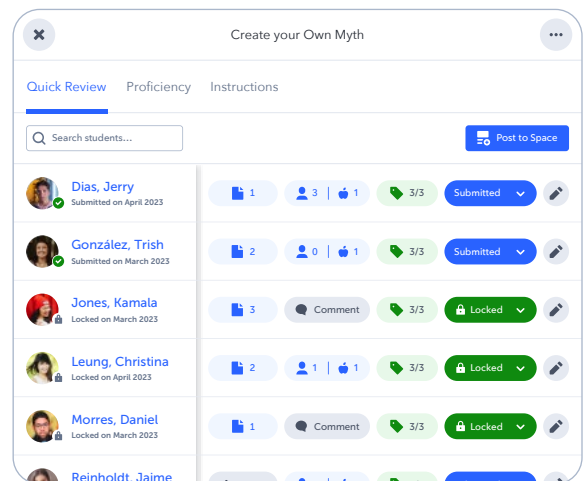 Create your Own Myth
Quick Review Proficiency Instructions
Search students... Post to Space
Dias, Jerry
Submitted on April 2023
1 3 | 1 3/3 Submitted
González, Trish
Submitted on March 2023
2 0 | 1 3/3 Submitted
Jones, Kamala
Locked on March 2023
3 Comment 3/3 Locked
Leung, Christina
Locked on April 2023
2 1 | 1 3/3 Locked
Morres, Daniel
Locked on March 2023
1 Comment 3/3 Locked
Reinholdt, Jaime